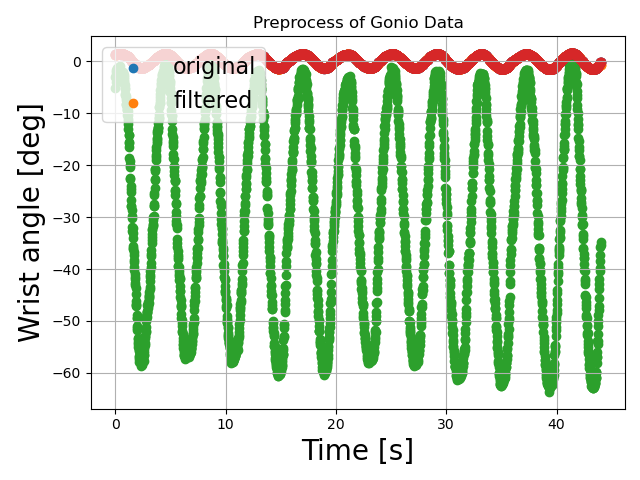 Preprocess of Gonio Data
original
filtered
Wrist angle [deg]
0
−10
−20
−30
−40
−50
−60
0 10 20 30 40
Time [s]